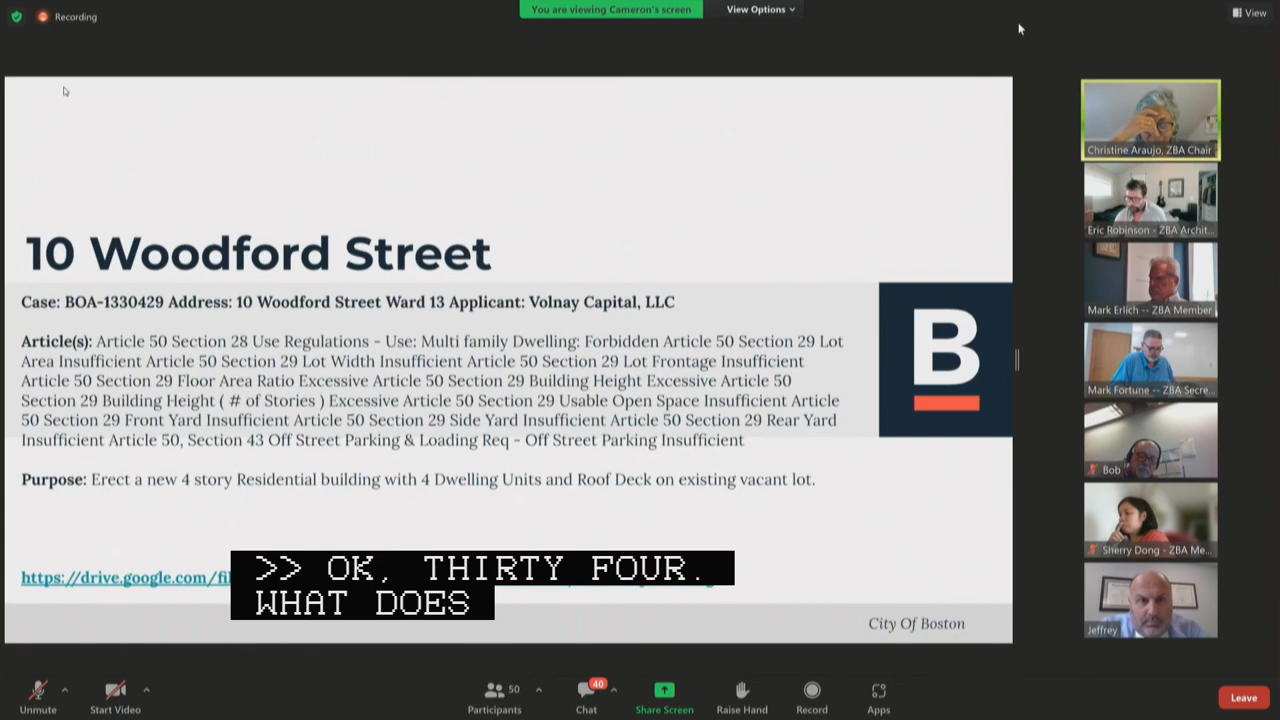 Recording
You are viewing Cameron's screen
View Options
View
10 Woodford Street
Case: BOA-1330429 Address: 10 Woodford Street Ward 13 Applicant: Volnay Capital, LLC
Article(s): Article 50 Section 28 Use Regulations - Use: Multi family Dwelling: Forbidden Article 50 Section 29 Lot
Area Insufficient Article 50 Section 29 Lot Width Insufficient Article 50 Section 29 Lot Frontage Insufficient
Article 50 Section 29 Floor Area Ratio Excessive Article 50 Section 29 Building Height Excessive Article 50
Section 29 Building Height ( # of Stories ) Excessive Article 50 Section 29 Usable Open Space Insufficient Article
50 Section 29 Front Yard Insufficient Article 50 Section 29 Side Yard Insufficient Article 50 Section 29 Rear Yard
Insufficient Article 50, Section 43 Off Street Parking & Loading Req - Off Street Parking Insufficient
Purpose: Erect a new 4 story Residential building with 4 Dwelling Units and Roof Deck on existing vacant lot.
B
https://drive.google.com/fil
>> OK, THIRTY FOUR.
WHAT DOES
City Of Boston
Christine Araujo, ZBA Chair
Eric Robinson - ZBA Archit...
Mark Erlich -- ZBA Member
Mark Fortune -- ZBA Secre...
Bob
Sherry Dong - ZBA Me...
Jeffrey
Unmute
Start Video
50
Participants
40
Chat
Share Screen
Raise Hand
Record
Apps
Leave